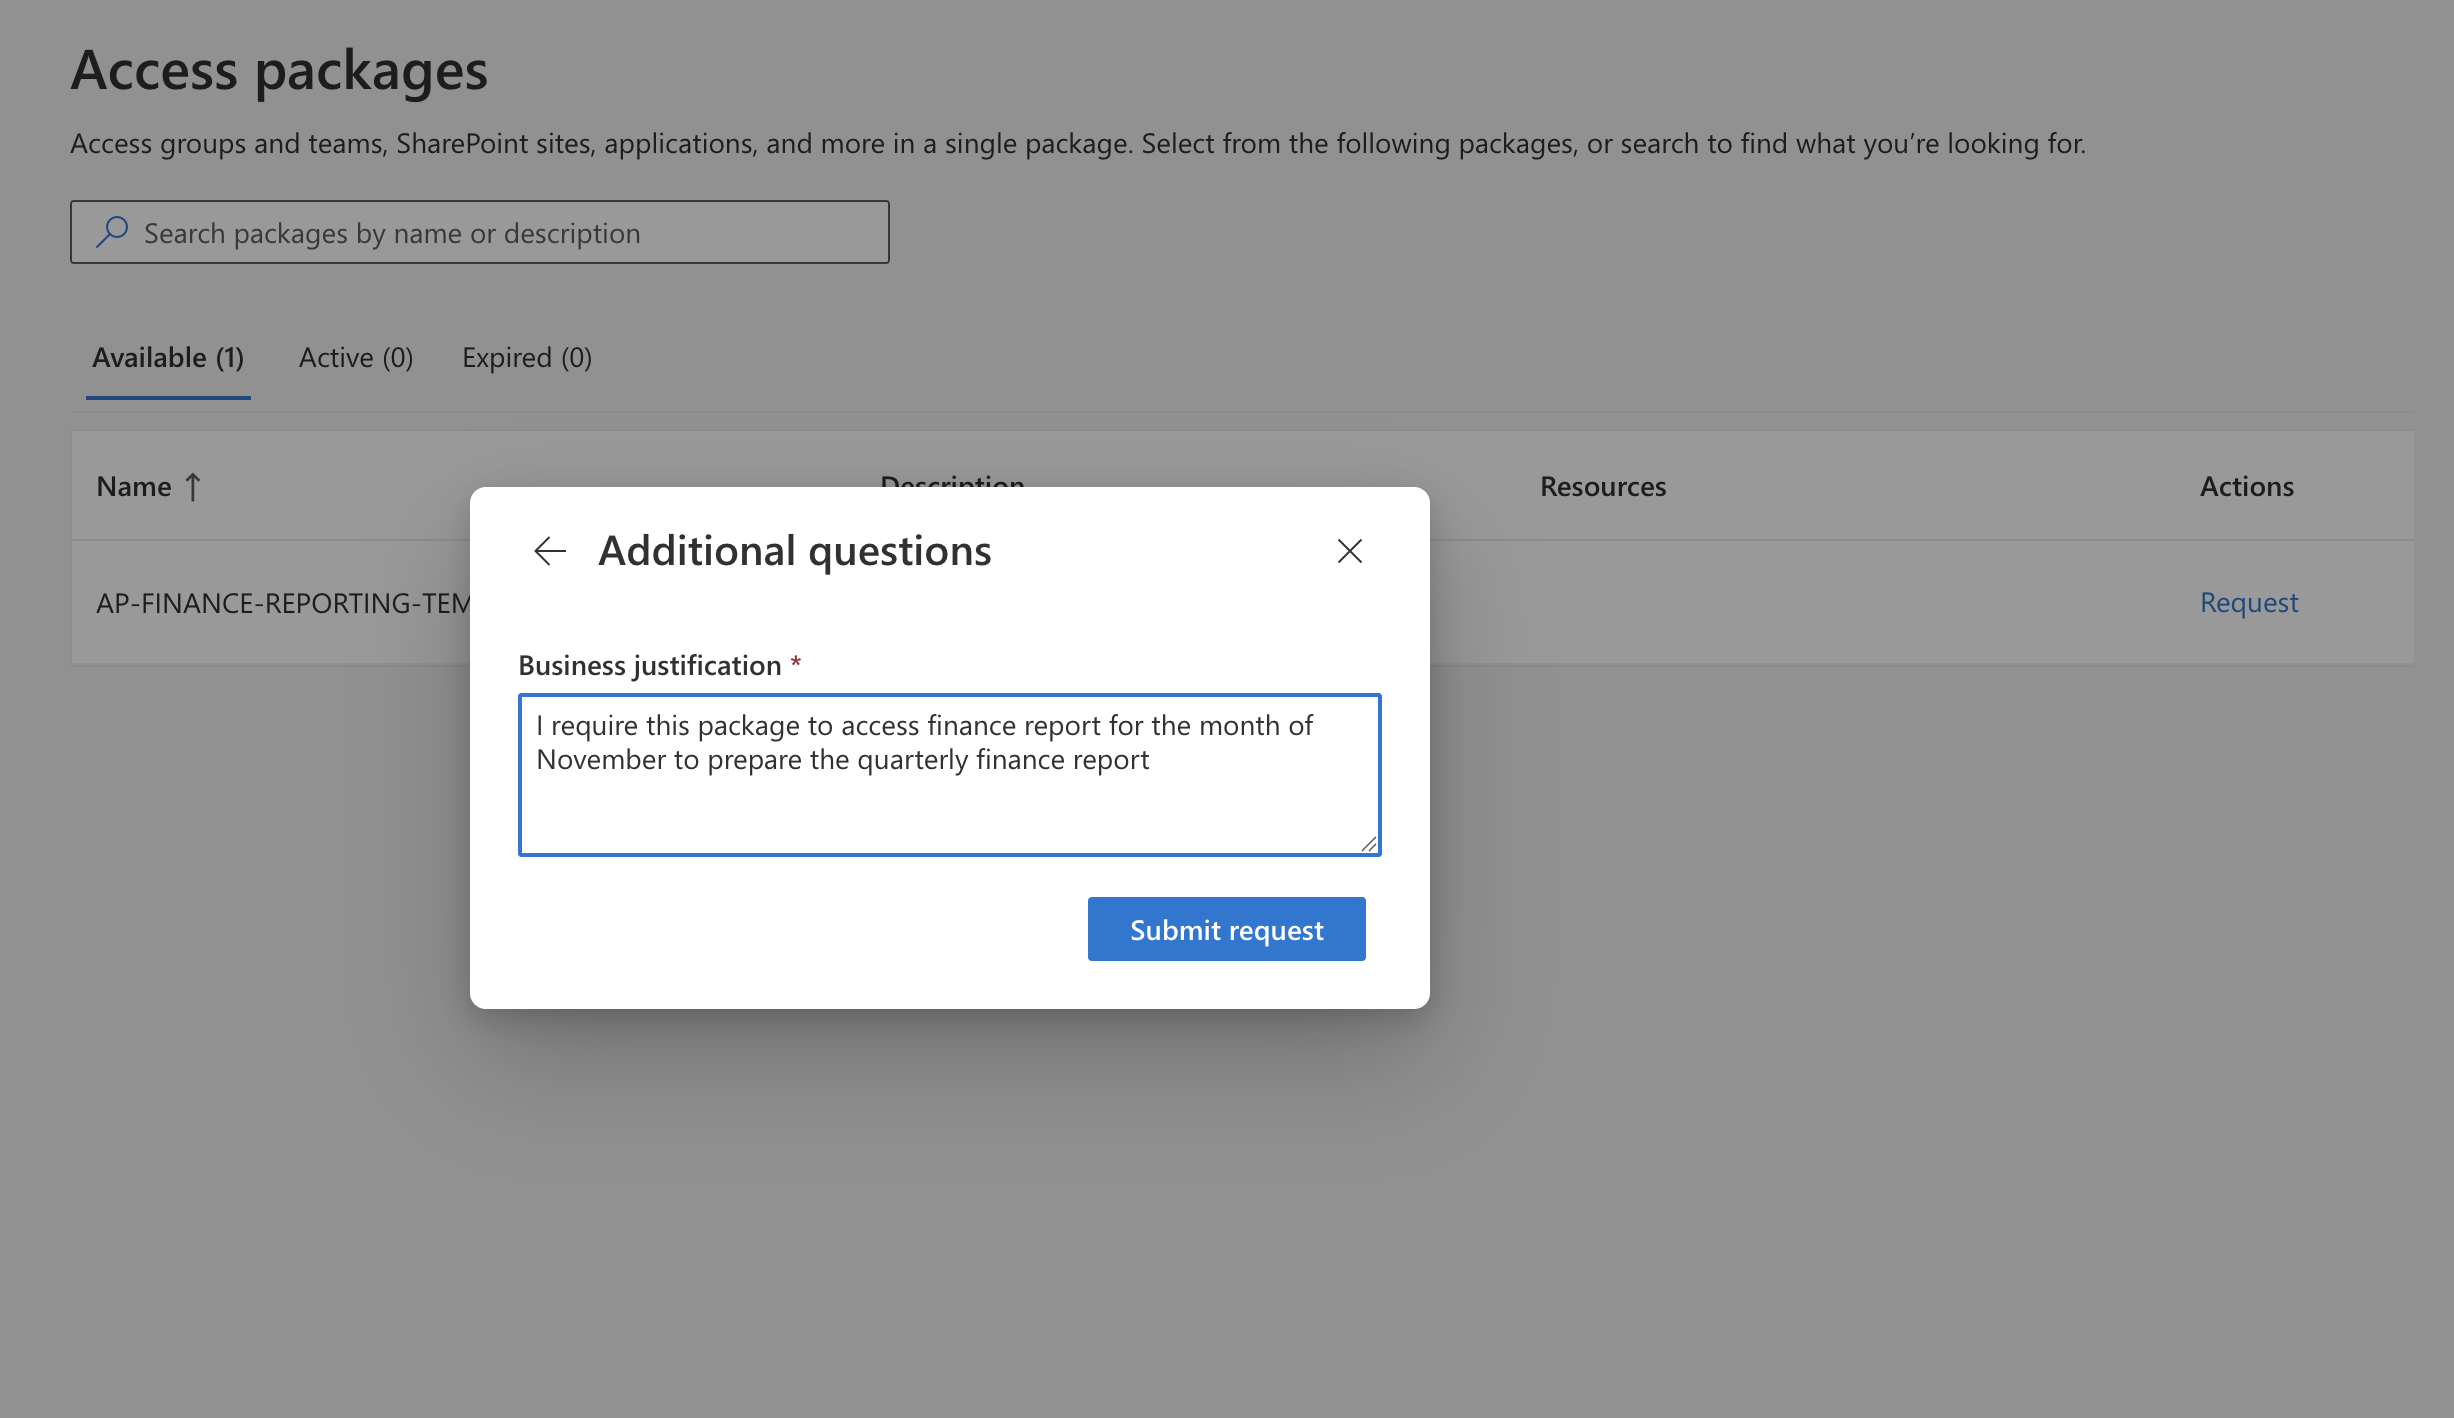 Access packages
Access groups and teams, SharePoint sites, applications, and more in a single package. Select from the following packages, or search to find what you’re looking for.
Search packages by name or description
Available (1) Active (0) Expired (0)
Name ↑ Description Resources Actions
AP-FINANCE-REPORTING-TEM Request
Additional questions
Business justification *
I require this package to access finance report for the month of
November to prepare the quarterly finance report
Submit request